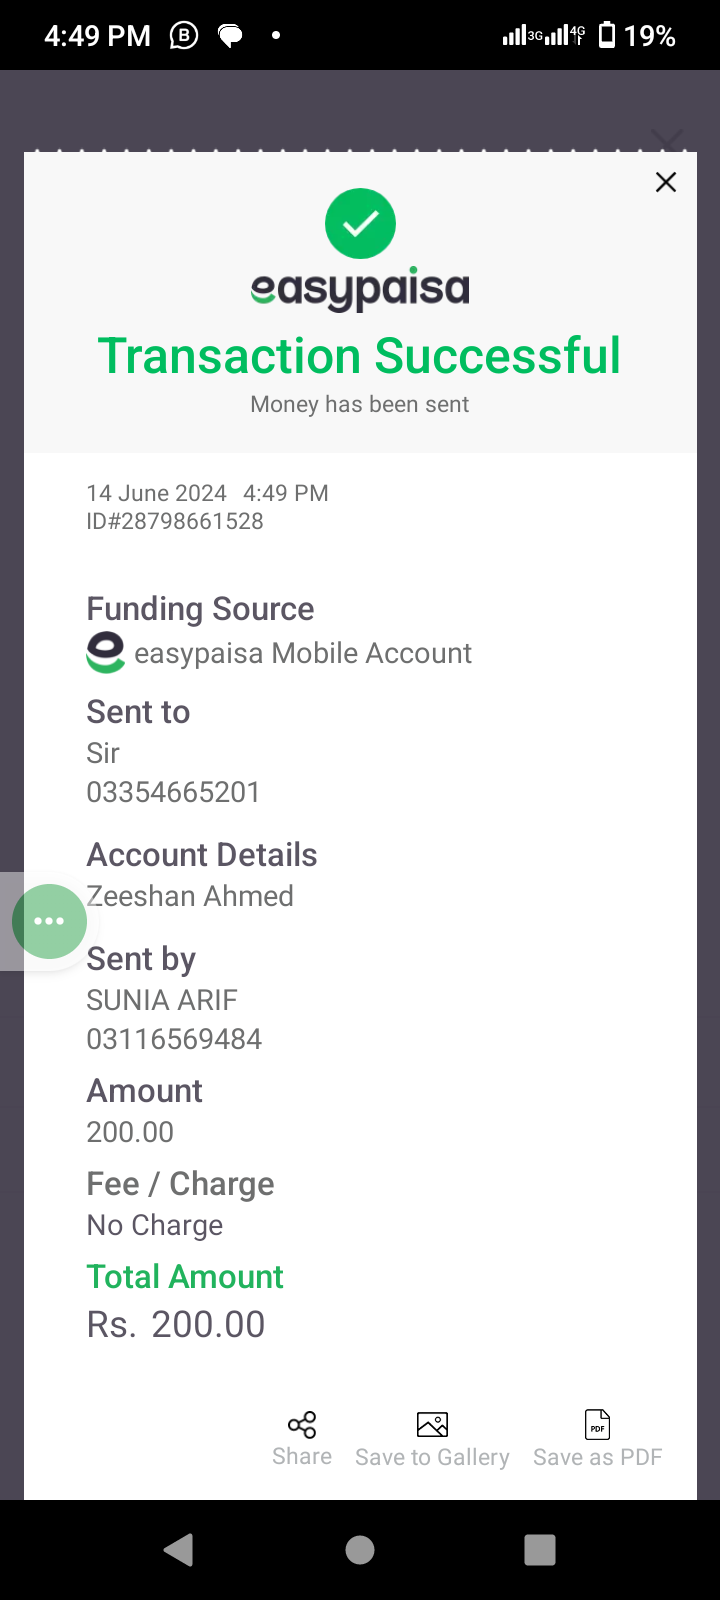 4:49 PM B 3G 4G 19%
easypaisa
Transaction Successful
Money has been sent
14 June 2024 4:49 PM
ID#28798661528
Funding Source
easypaisa Mobile Account
Sent to
Sir
03354665201
Account Details
Zeeshan Ahmed
Sent by
SUNIA ARIF
03116569484
Amount
200.00
Fee / Charge
No Charge
Total Amount
Rs. 200.00
PDF
Share Save to Gallery Save as PDF